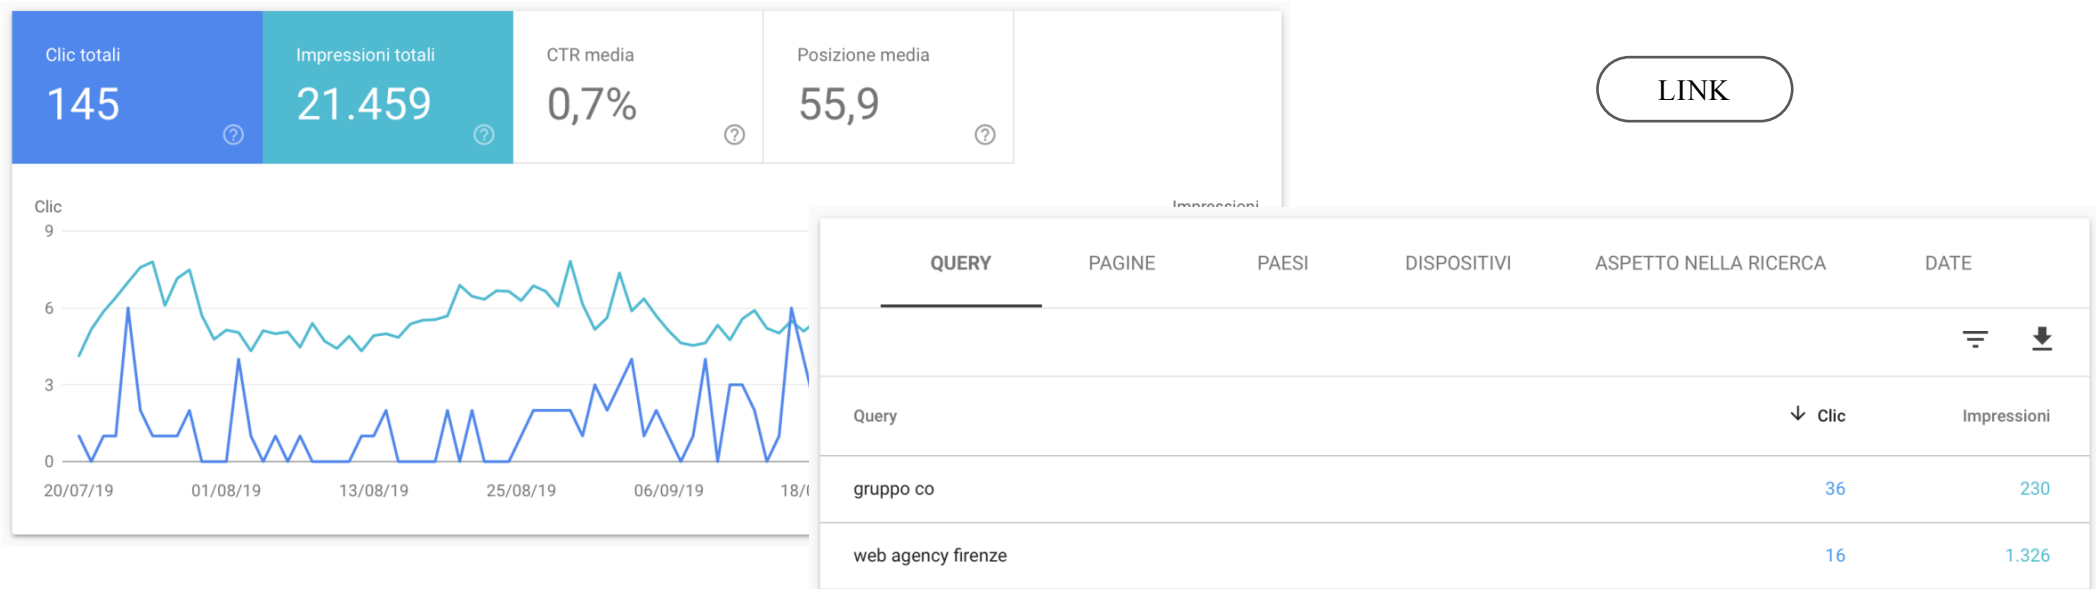 Clic totali
145
Impressioni totali
21.459
CTR media
0,7%
Posizione media
55,9
LINK
Clic
Impressioni
9
6
3
0
20/07/19 01/08/19 13/08/19 25/08/19 06/09/19 18/0
QUERY PAGINE PAESI DISPOSITIVI ASPETTO NELLA RICERCA DATE
Query Clic Impressioni
gruppo co 36 230
web agency firenze 16 1.326